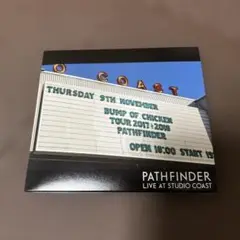 O COAST
THURSDAY 9TH NOVEMBER
BUMP OF CHICKEN
TOUR 2017-2018
PATHFINDER
OPEN 18:00 START 19
PATHFINDER
LIVE AT STUDIO COAST